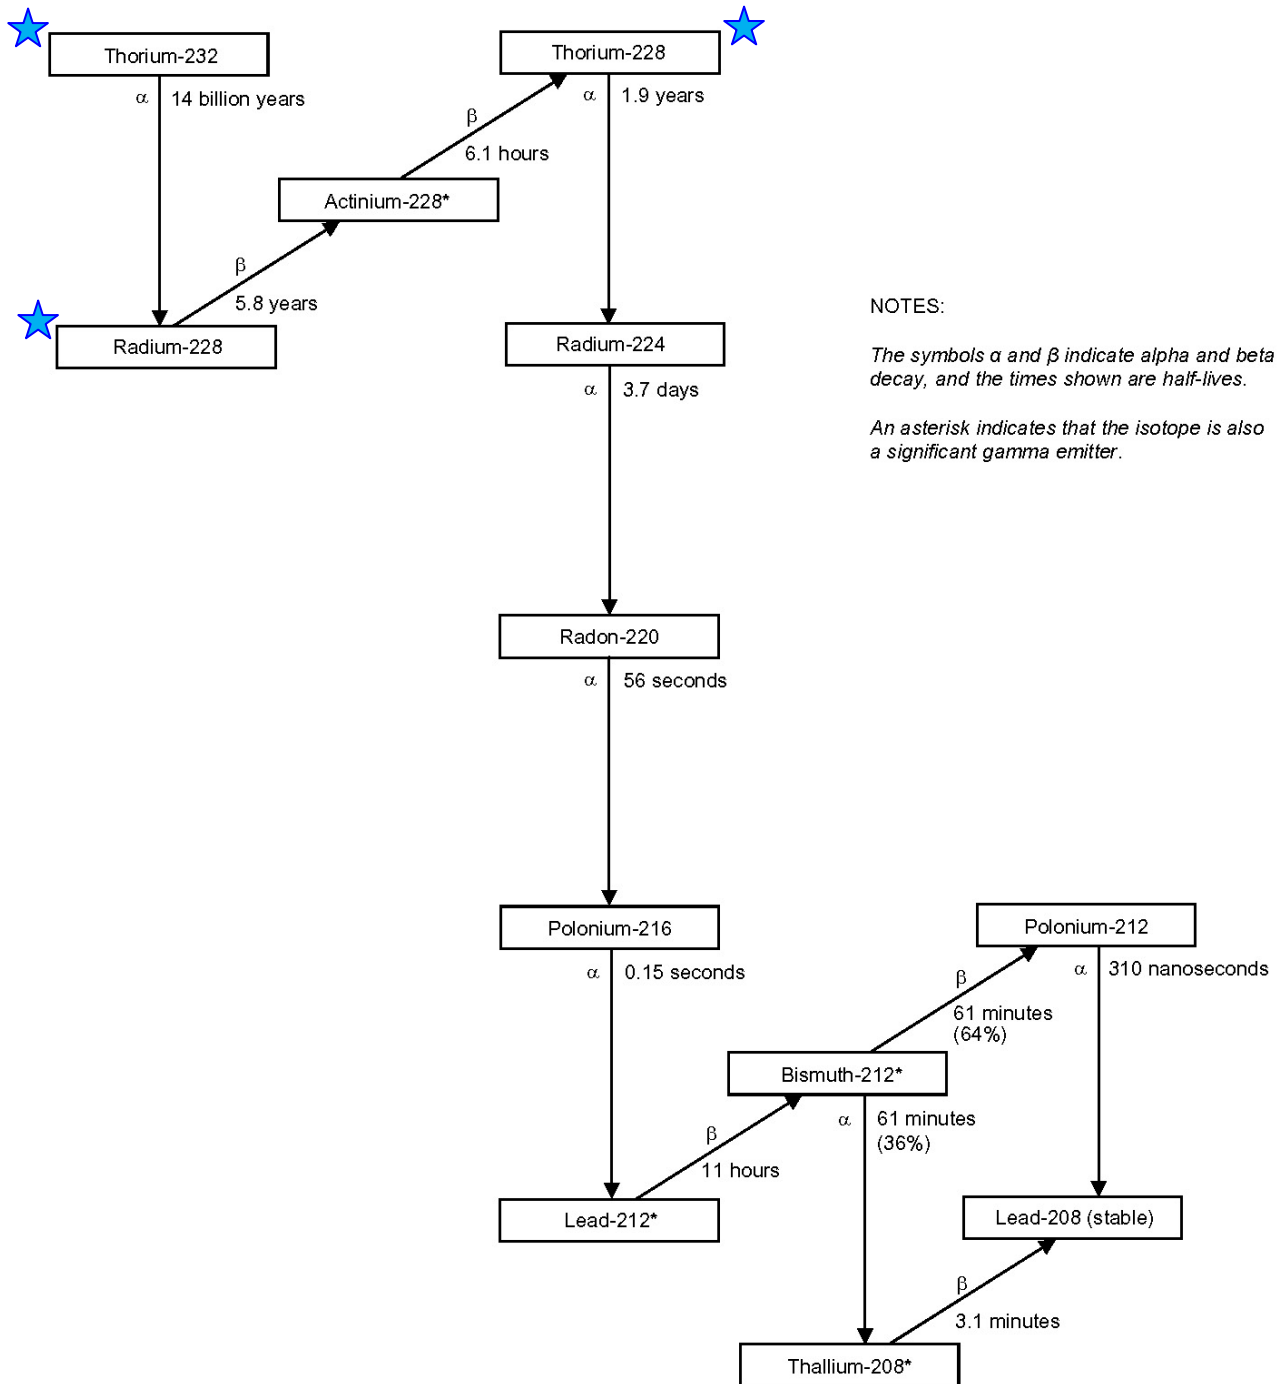 Thorium-232
α 14 billion years
Thorium-228
α 1.9 years
β
6.1 hours
Actinium-228*
β
5.8 years
Radium-228
Radium-224
α 3.7 days
NOTES:
The symbols α and β indicate alpha and beta
decay, and the times shown are half-lives.
An asterisk indicates that the isotope is also
a significant gamma emitter.
Radon-220
α 56 seconds
Polonium-216
α 0.15 seconds
Polonium-212
α 310 nanoseconds
β
61 minutes
(64%)
Bismuth-212*
α 61 minutes
(36%)
β
11 hours
Lead-212*
Lead-208 (stable)
β
3.1 minutes
Thallium-208*